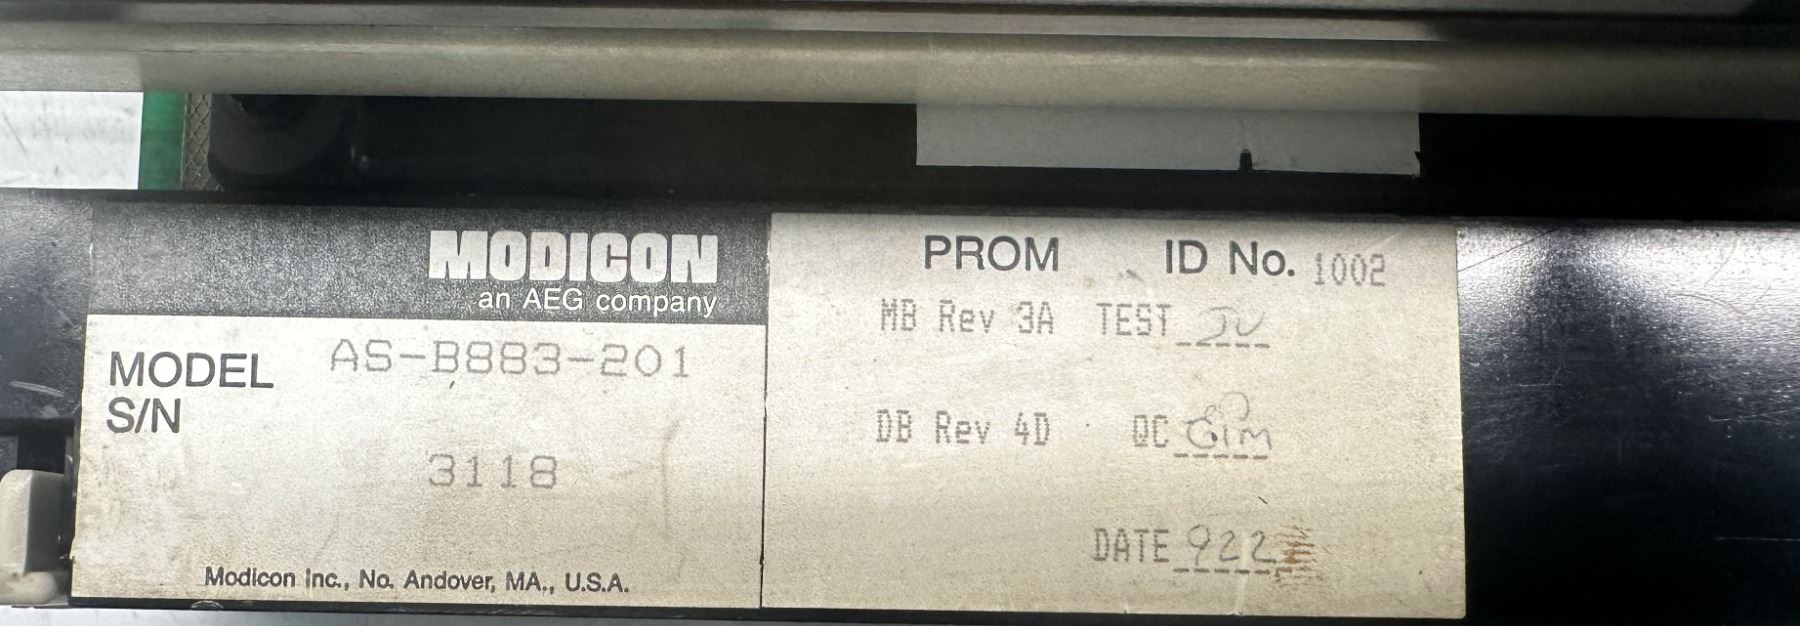 MODICON
an AEG company
MODEL AS-B883-201
S/N
3118
Modicon Inc., No. Andover, MA., U.S.A.
PROM ID No. 1002
MB Rev 3A TEST
DB Rev 4D QC
DATE 922